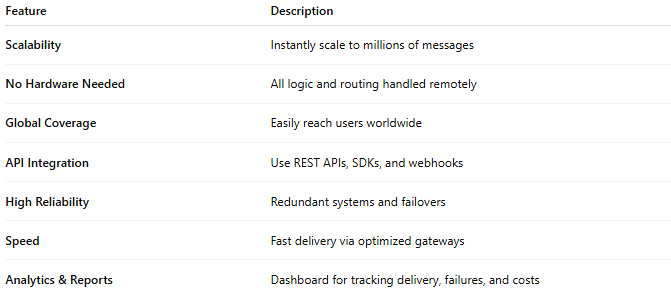 Feature Description
Scalability Instantly scale to millions of messages
No Hardware Needed All logic and routing handled remotely
Global Coverage Easily reach users worldwide
API Integration Use REST APIs, SDKs, and webhooks
High Reliability Redundant systems and failovers
Speed Fast delivery via optimized gateways
Analytics & Reports Dashboard for tracking delivery, failures, and costs